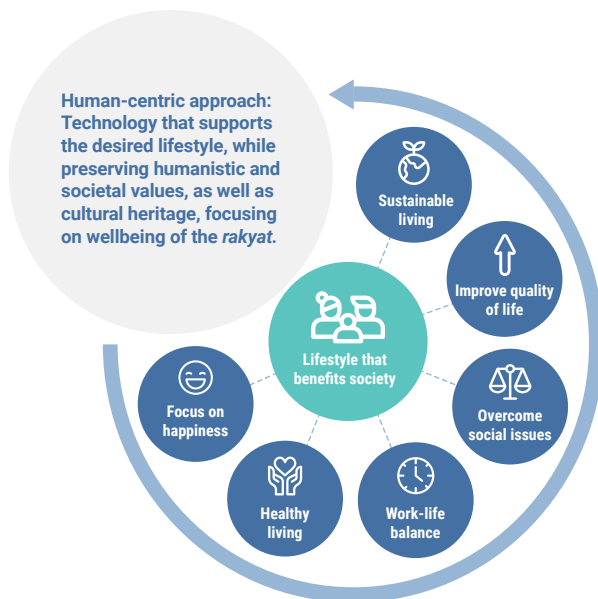 Human-centric approach:
Technology that supports
the desired lifestyle, while
preserving humanistic and
societal values, as well as
cultural heritage, focusing
on wellbeing of the rakyat.
Sustainable
living
Improve quality
of life
Lifestyle that
benefits society
Overcome
social issues
Focus on
happiness
Healthy
living
Work-life
balance